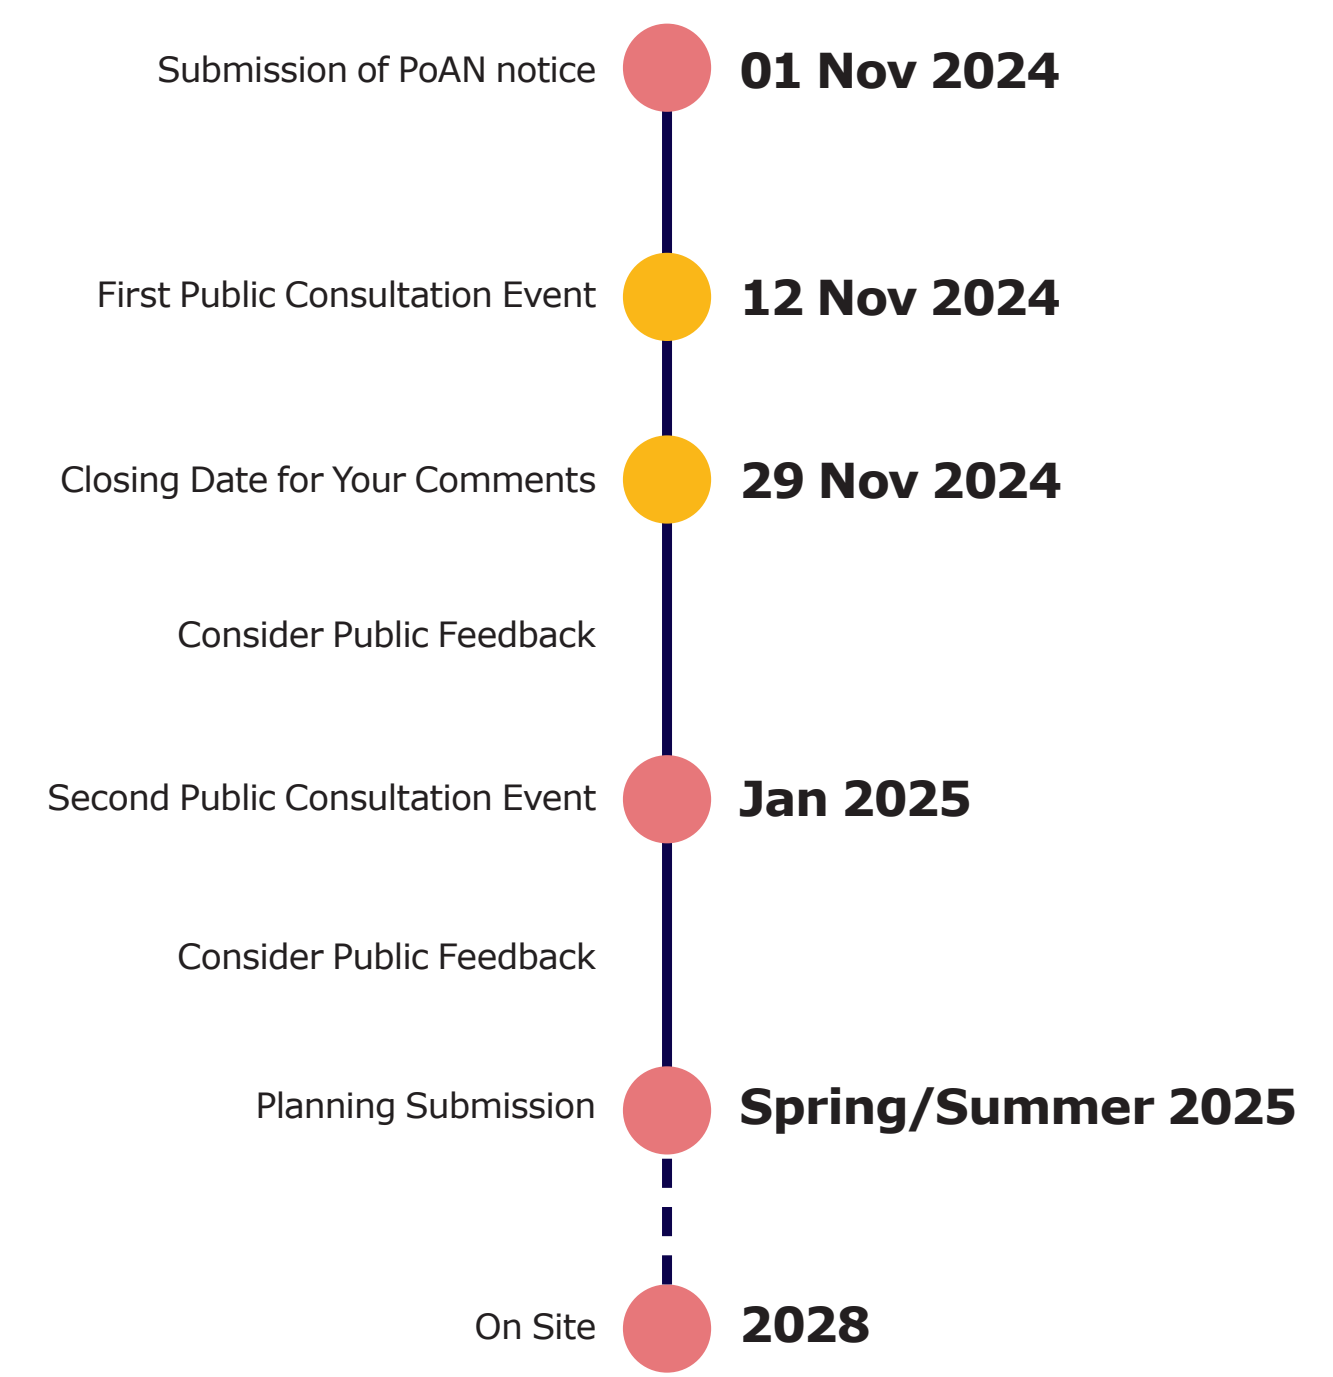 Submission of PoAN notice
01 Nov 2024
First Public Consultation Event
12 Nov 2024
Closing Date for Your Comments
29 Nov 2024
Consider Public Feedback
Second Public Consultation Event
Jan 2025
Consider Public Feedback
Planning Submission
Spring/Summer 2025
On Site
2028